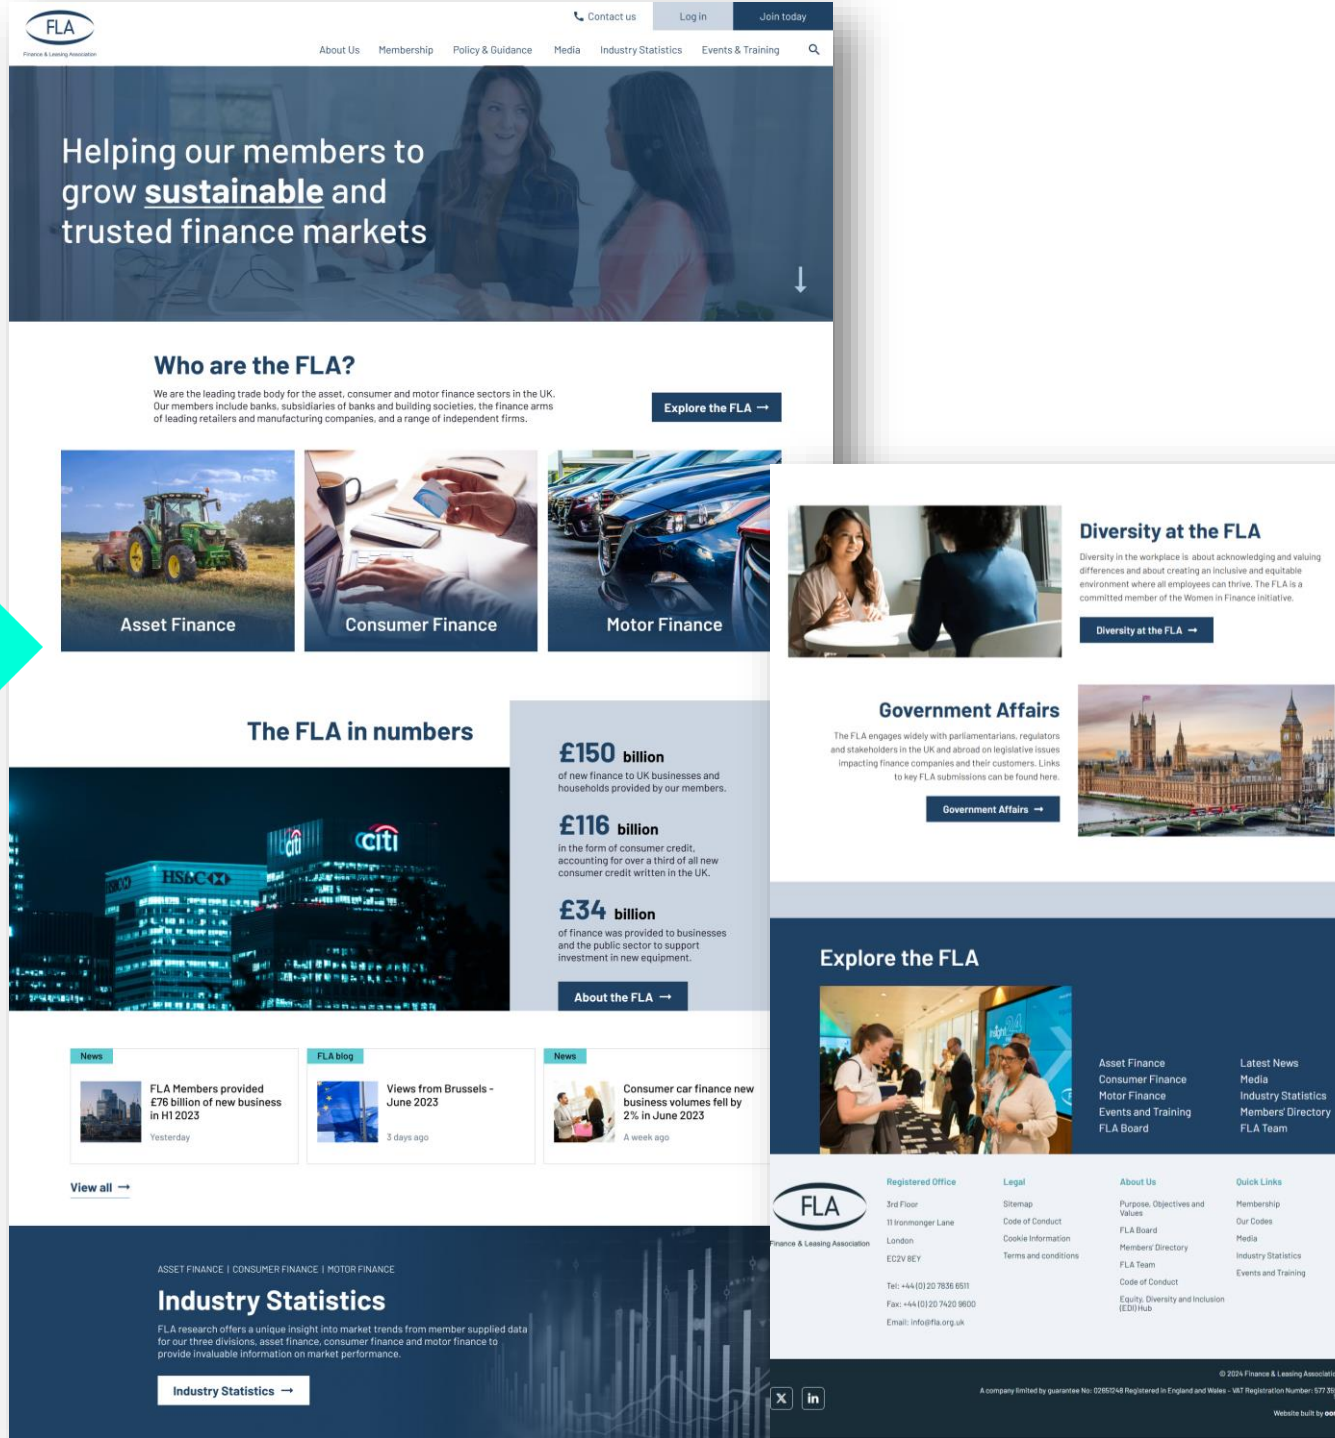 FLA
Finance & Leasing Association
Contact us
Log in
Join today
About Us
Membership
Policy & Guidance
Media
Industry Statistics
Events & Training
Helping our members to
grow sustainable and
trusted finance markets
Who are the FLA?
We are the leading trade body for the asset, consumer and motor finance sectors in the UK.
Our members include banks, subsidiaries of banks and building societies, the finance arms
of leading retailers and manufacturing companies, and a range of independent firms.
Explore the FLA →
Asset Finance
Consumer Finance
Motor Finance
The FLA in numbers
HSBC
citi
citi
£150 billion
of new finance to UK businesses and
households provided by our members.
£116 billion
in the form of consumer credit,
accounting for over a third of all new
consumer credit written in the UK.
£34 billion
of finance was provided to businesses
and the public sector to support
investment in new equipment.
About the FLA →
News
FLA Members provided
£76 billion of new business
in H1 2023
Yesterday
FLA blog
Views from Brussels -
June 2023
3 days ago
News
Consumer car finance new
business volumes fell by
2% in June 2023
A week ago
View all →
ASSET FINANCE | CONSUMER FINANCE | MOTOR FINANCE
Industry Statistics
FLA research offers a unique insight into market trends from member supplied data
for our three divisions, asset finance, consumer finance and motor finance to
provide invaluable information on market performance.
Industry Statistics →
Diversity at the FLA
Diversity in the workplace is about acknowledging and valuing
differences and about creating an inclusive and equitable
environment where all employees can thrive. The FLA is a
committed member of the Women in Finance initiative.
Diversity at the FLA →
Government Affairs
The FLA engages widely with parliamentarians, regulators
and stakeholders in the UK and abroad on legislative issues
impacting finance companies and their customers. Links
to key FLA submissions can be found here.
Government Affairs →
Explore the FLA
insight24
Asset Finance
Consumer Finance
Motor Finance
Events and Training
FLA Board
Latest News
Media
Industry Statistics
Members' Directory
FLA Team
FLA
Finance & Leasing Association
Registered Office
3rd Floor
11 Ironmonger Lane
London
EC2V 8EY
Tel: +44 (0) 20 7836 6511
Fax: +44 (0) 20 7420 9600
Email: info@fla.org.uk
Legal
Sitemap
Code of Conduct
Cookie Information
Terms and conditions
About Us
Purpose, Objectives and
Values
FLA Board
Members' Directory
FLA Team
Code of Conduct
Equity, Diversity and Inclusion
(EDI) Hub
Quick Links
Membership
Our Codes
Media
Industry Statistics
Events and Training
X
in
© 2024 Finance & Leasing Associatio
A company limited by guarantee No: 02651248 Registered in England and Wales - VAT Registration Number: 577 35
Website built by